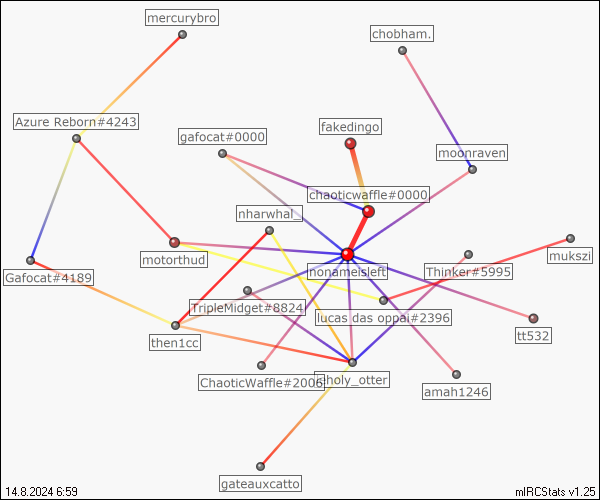 mercurybro
chobham.
Azure Reborn#4243
gafocat#0000
fakedingo
moonraven
chaoticwaffle#0000
nharwhal_
motorthud
nonameisleft
Thinker#5995
mukszi
Gafocat#4189
TripleMidget#8824
lucas das oppai#2396
then1cc
tt532
ChaoticWaffle#2006
holy_otter
amah1246
gateauxcatto
14.8.2024 6:59
mIRCStats v1.25